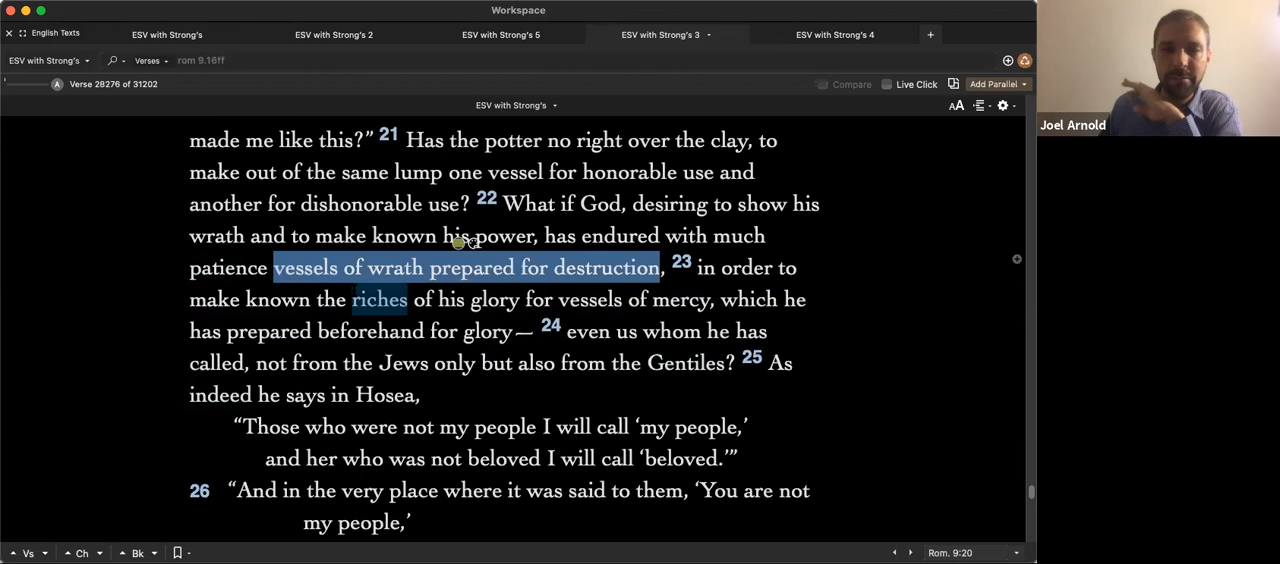 Workspace
English Texts
ESV with Strong's
ESV with Strong's 2
ESV with Strong's 5
ESV with Strong's 3
ESV with Strong's 4
ESV with Strong's
Verses
rom 9.16ff
A Verse 28276 of 31202
Compare
Live Click
Add Parallel
ESV with Strong's
AA
made me like this?” 21 Has the potter no right over the clay, to
make out of the same lump one vessel for honorable use and
another for dishonorable use? 22 What if God, desiring to show his
wrath and to make known his power, has endured with much
patience vessels of wrath prepared for destruction, 23 in order to
make known the riches of his glory for vessels of mercy, which he
has prepared beforehand for glory— 24 even us whom he has
called, not from the Jews only but also from the Gentiles? 25 As
indeed he says in Hosea,
“Those who were not my people I will call ‘my people,’
and her who was not beloved I will call ‘beloved.’”
26 “And in the very place where it was said to them, ‘You are not
my people,’
Vs
Ch
Bk
Rom. 9:20
Joel Arnold